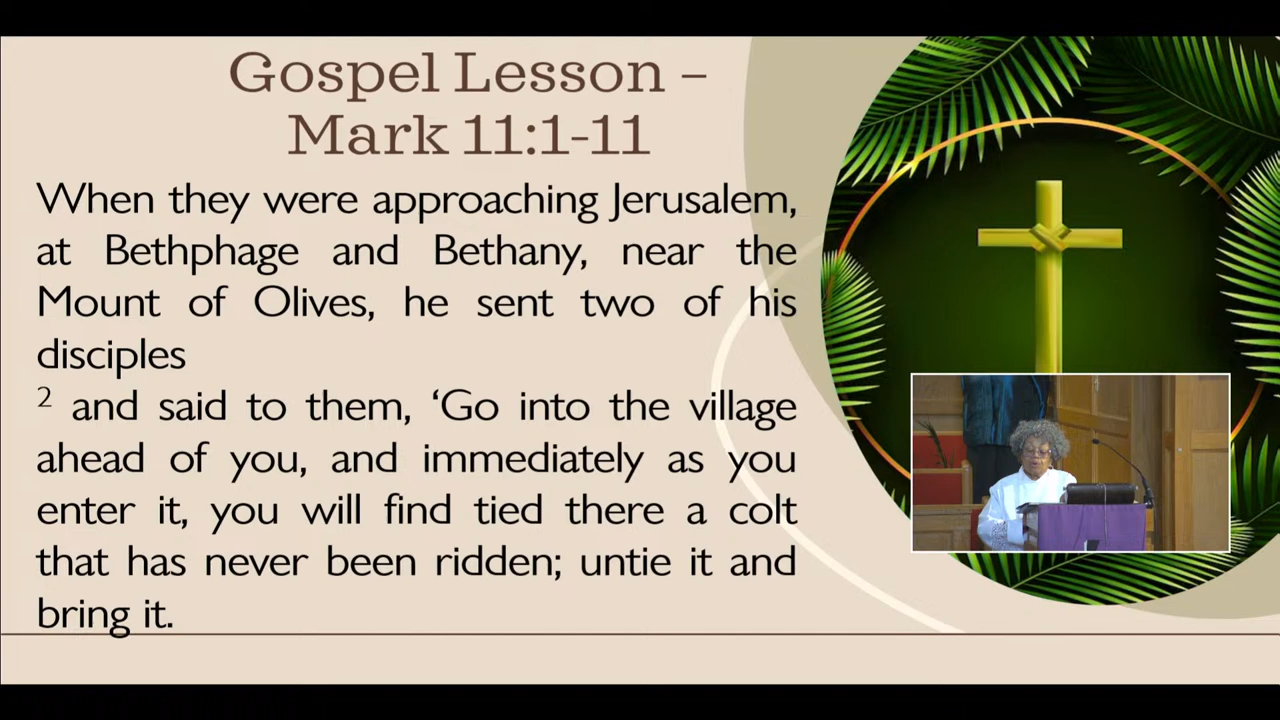 Gospel Lesson –
Mark 11:1-11
When they were approaching Jerusalem,
at Bethphage and Bethany, near the
Mount of Olives, he sent two of his
disciples
² and said to them, ‘Go into the village
ahead of you, and immediately as you
enter it, you will find tied there a colt
that has never been ridden; untie it and
bring it.